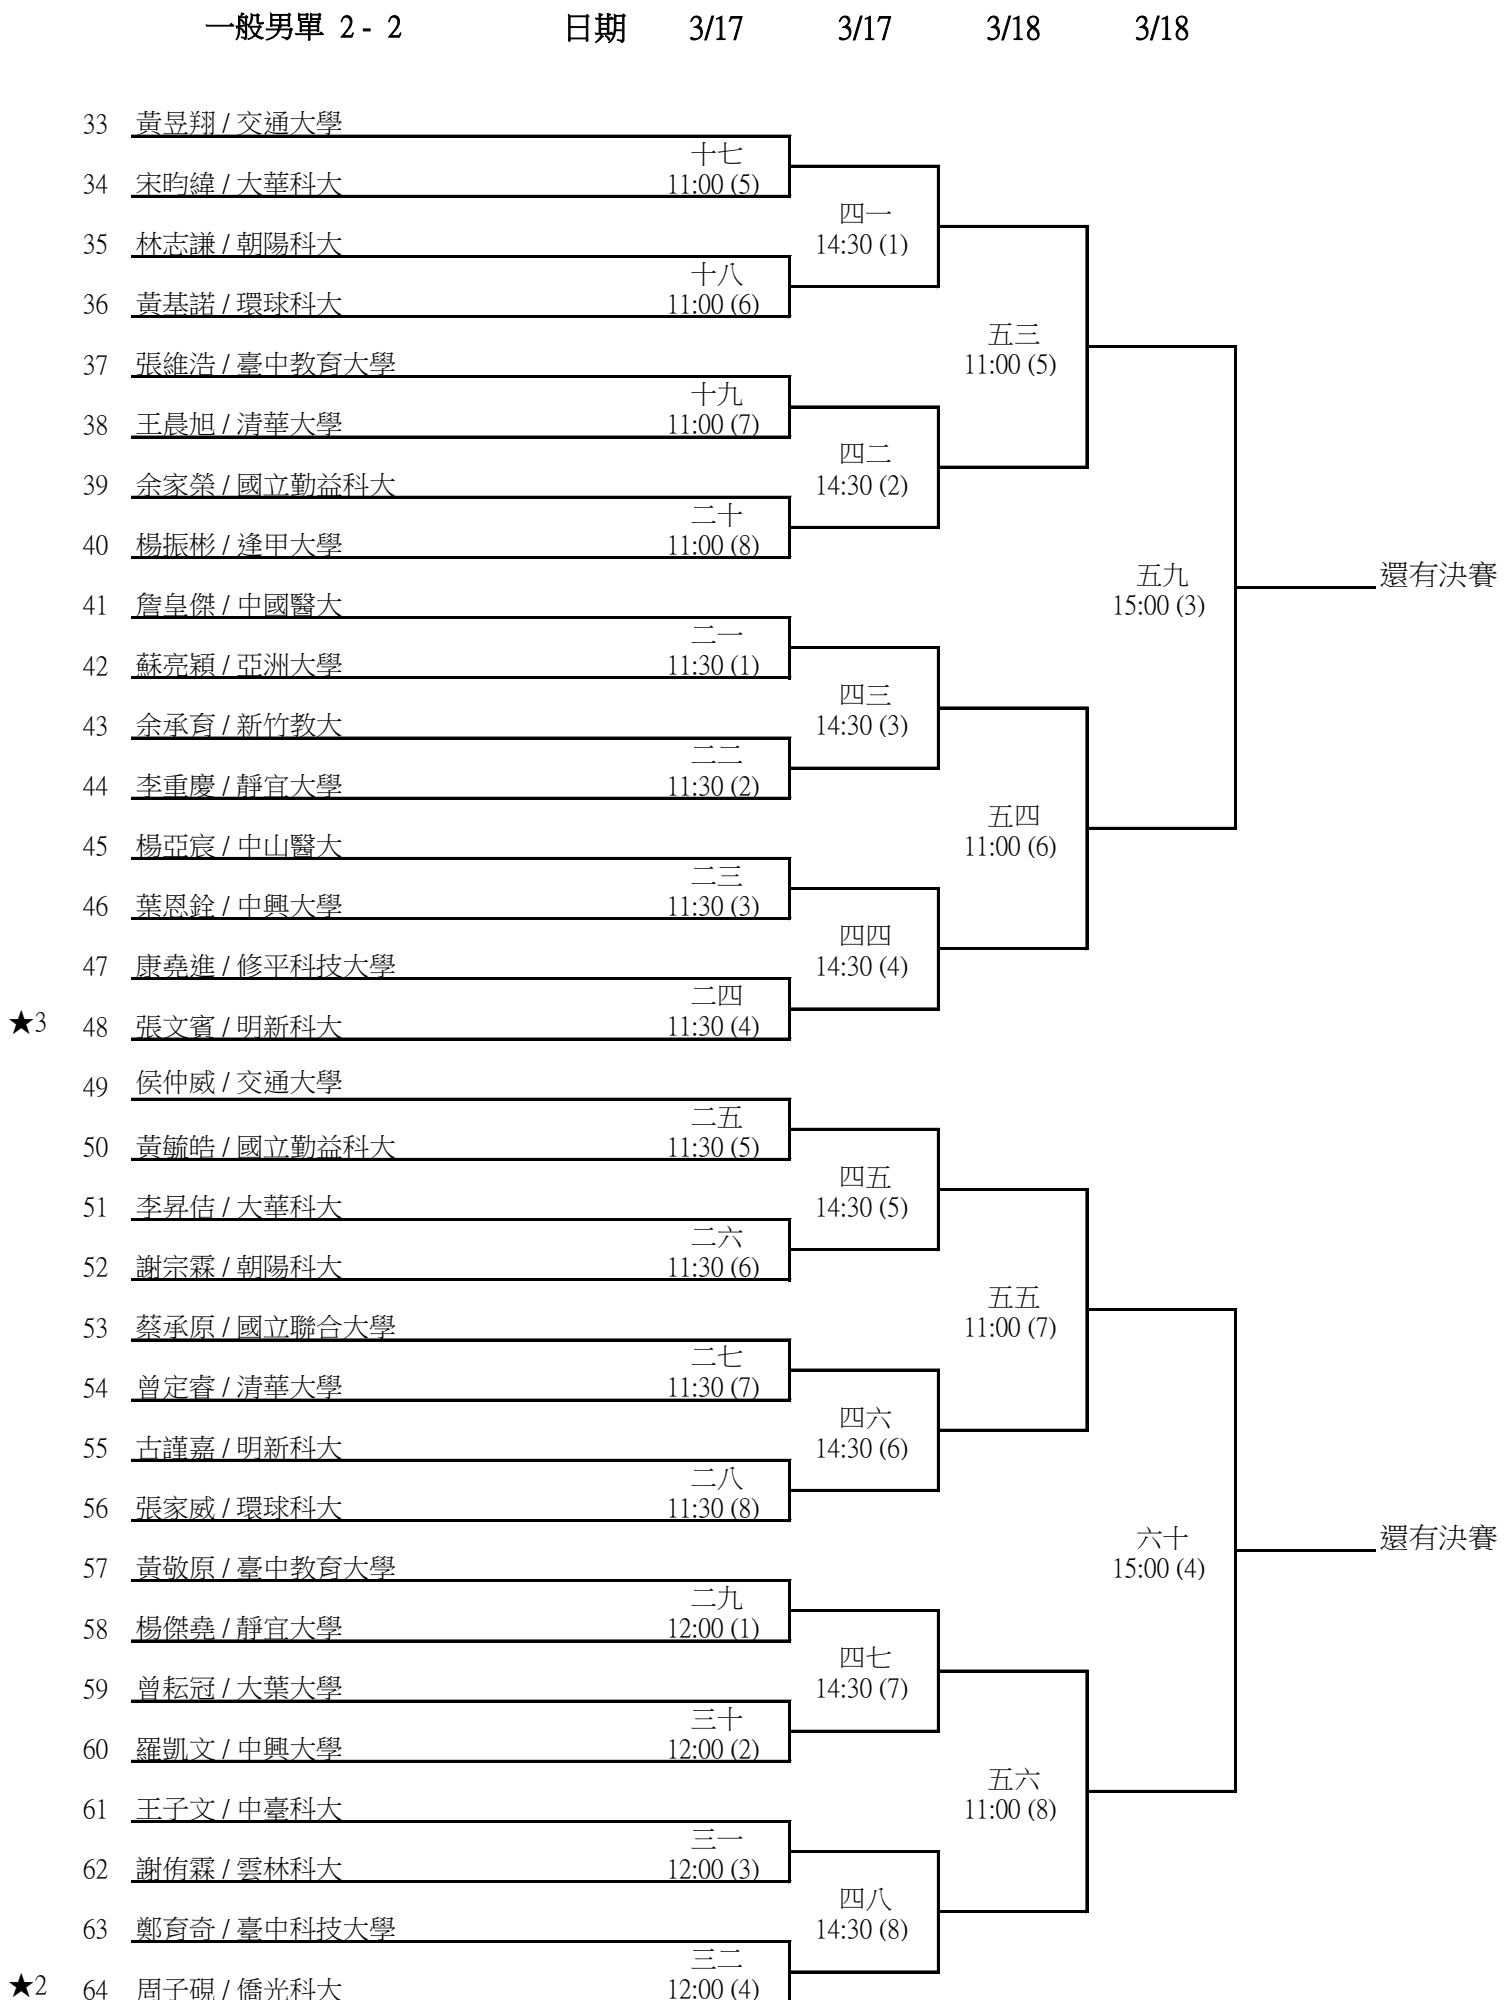 一般男單 2 - 2 日期 3/17 3/17 3/18 3/18
33 黃昱翔 / 交通大學
十七
34 宋昀緯 / 大華科大 11:00 (5)
四一
35 林志謙 / 朝陽科大 14:30 (1)
十八
36 黃基諾 / 環球科大 11:00 (6)
五三
37 張維浩 / 臺中教育大學 11:00 (5)
十九
38 王晨旭 / 清華大學 11:00 (7)
四二
39 余家榮 / 國立勤益科大 14:30 (2)
二十
40 楊振彬 / 逢甲大學 11:00 (8)
五九 還有決賽
41 詹皇傑 / 中國醫大 15:00 (3)
二一
42 蘇亮穎 / 亞洲大學 11:30 (1)
四三
43 余承育 / 新竹教大 14:30 (3)
二二
44 李重慶 / 靜宜大學 11:30 (2)
五四
45 楊亞宸 / 中山醫大 11:00 (6)
二三
46 葉恩銓 / 中興大學 11:30 (3)
四四
47 康堯進 / 修平科技大學 14:30 (4)
二四
★3 48 張文賓 / 明新科大 11:30 (4)
49 侯仲威 / 交通大學
二五
50 黃毓皓 / 國立勤益科大 11:30 (5)
四五
51 李昇佶 / 大華科大 14:30 (5)
二六
52 謝宗霖 / 朝陽科大 11:30 (6)
五五
53 蔡承原 / 國立聯合大學 11:00 (7)
二七
54 曾定睿 / 清華大學 11:30 (7)
四六
55 古謹嘉 / 明新科大 14:30 (6)
二八
56 張家威 / 環球科大 11:30 (8)
六十 還有決賽
57 黃敬原 / 臺中教育大學 15:00 (4)
二九
58 楊傑堯 / 靜宜大學 12:00 (1)
四七
59 曾耘冠 / 大葉大學 14:30 (7)
三十
60 羅凱文 / 中興大學 12:00 (2)
五六
61 王子文 / 中臺科大 11:00 (8)
三一
62 謝侑霖 / 雲林科大 12:00 (3)
四八
63 鄭育奇 / 臺中科技大學 14:30 (8)
三二
★2 64 周子硯 / 僑光科大 12:00 (4)